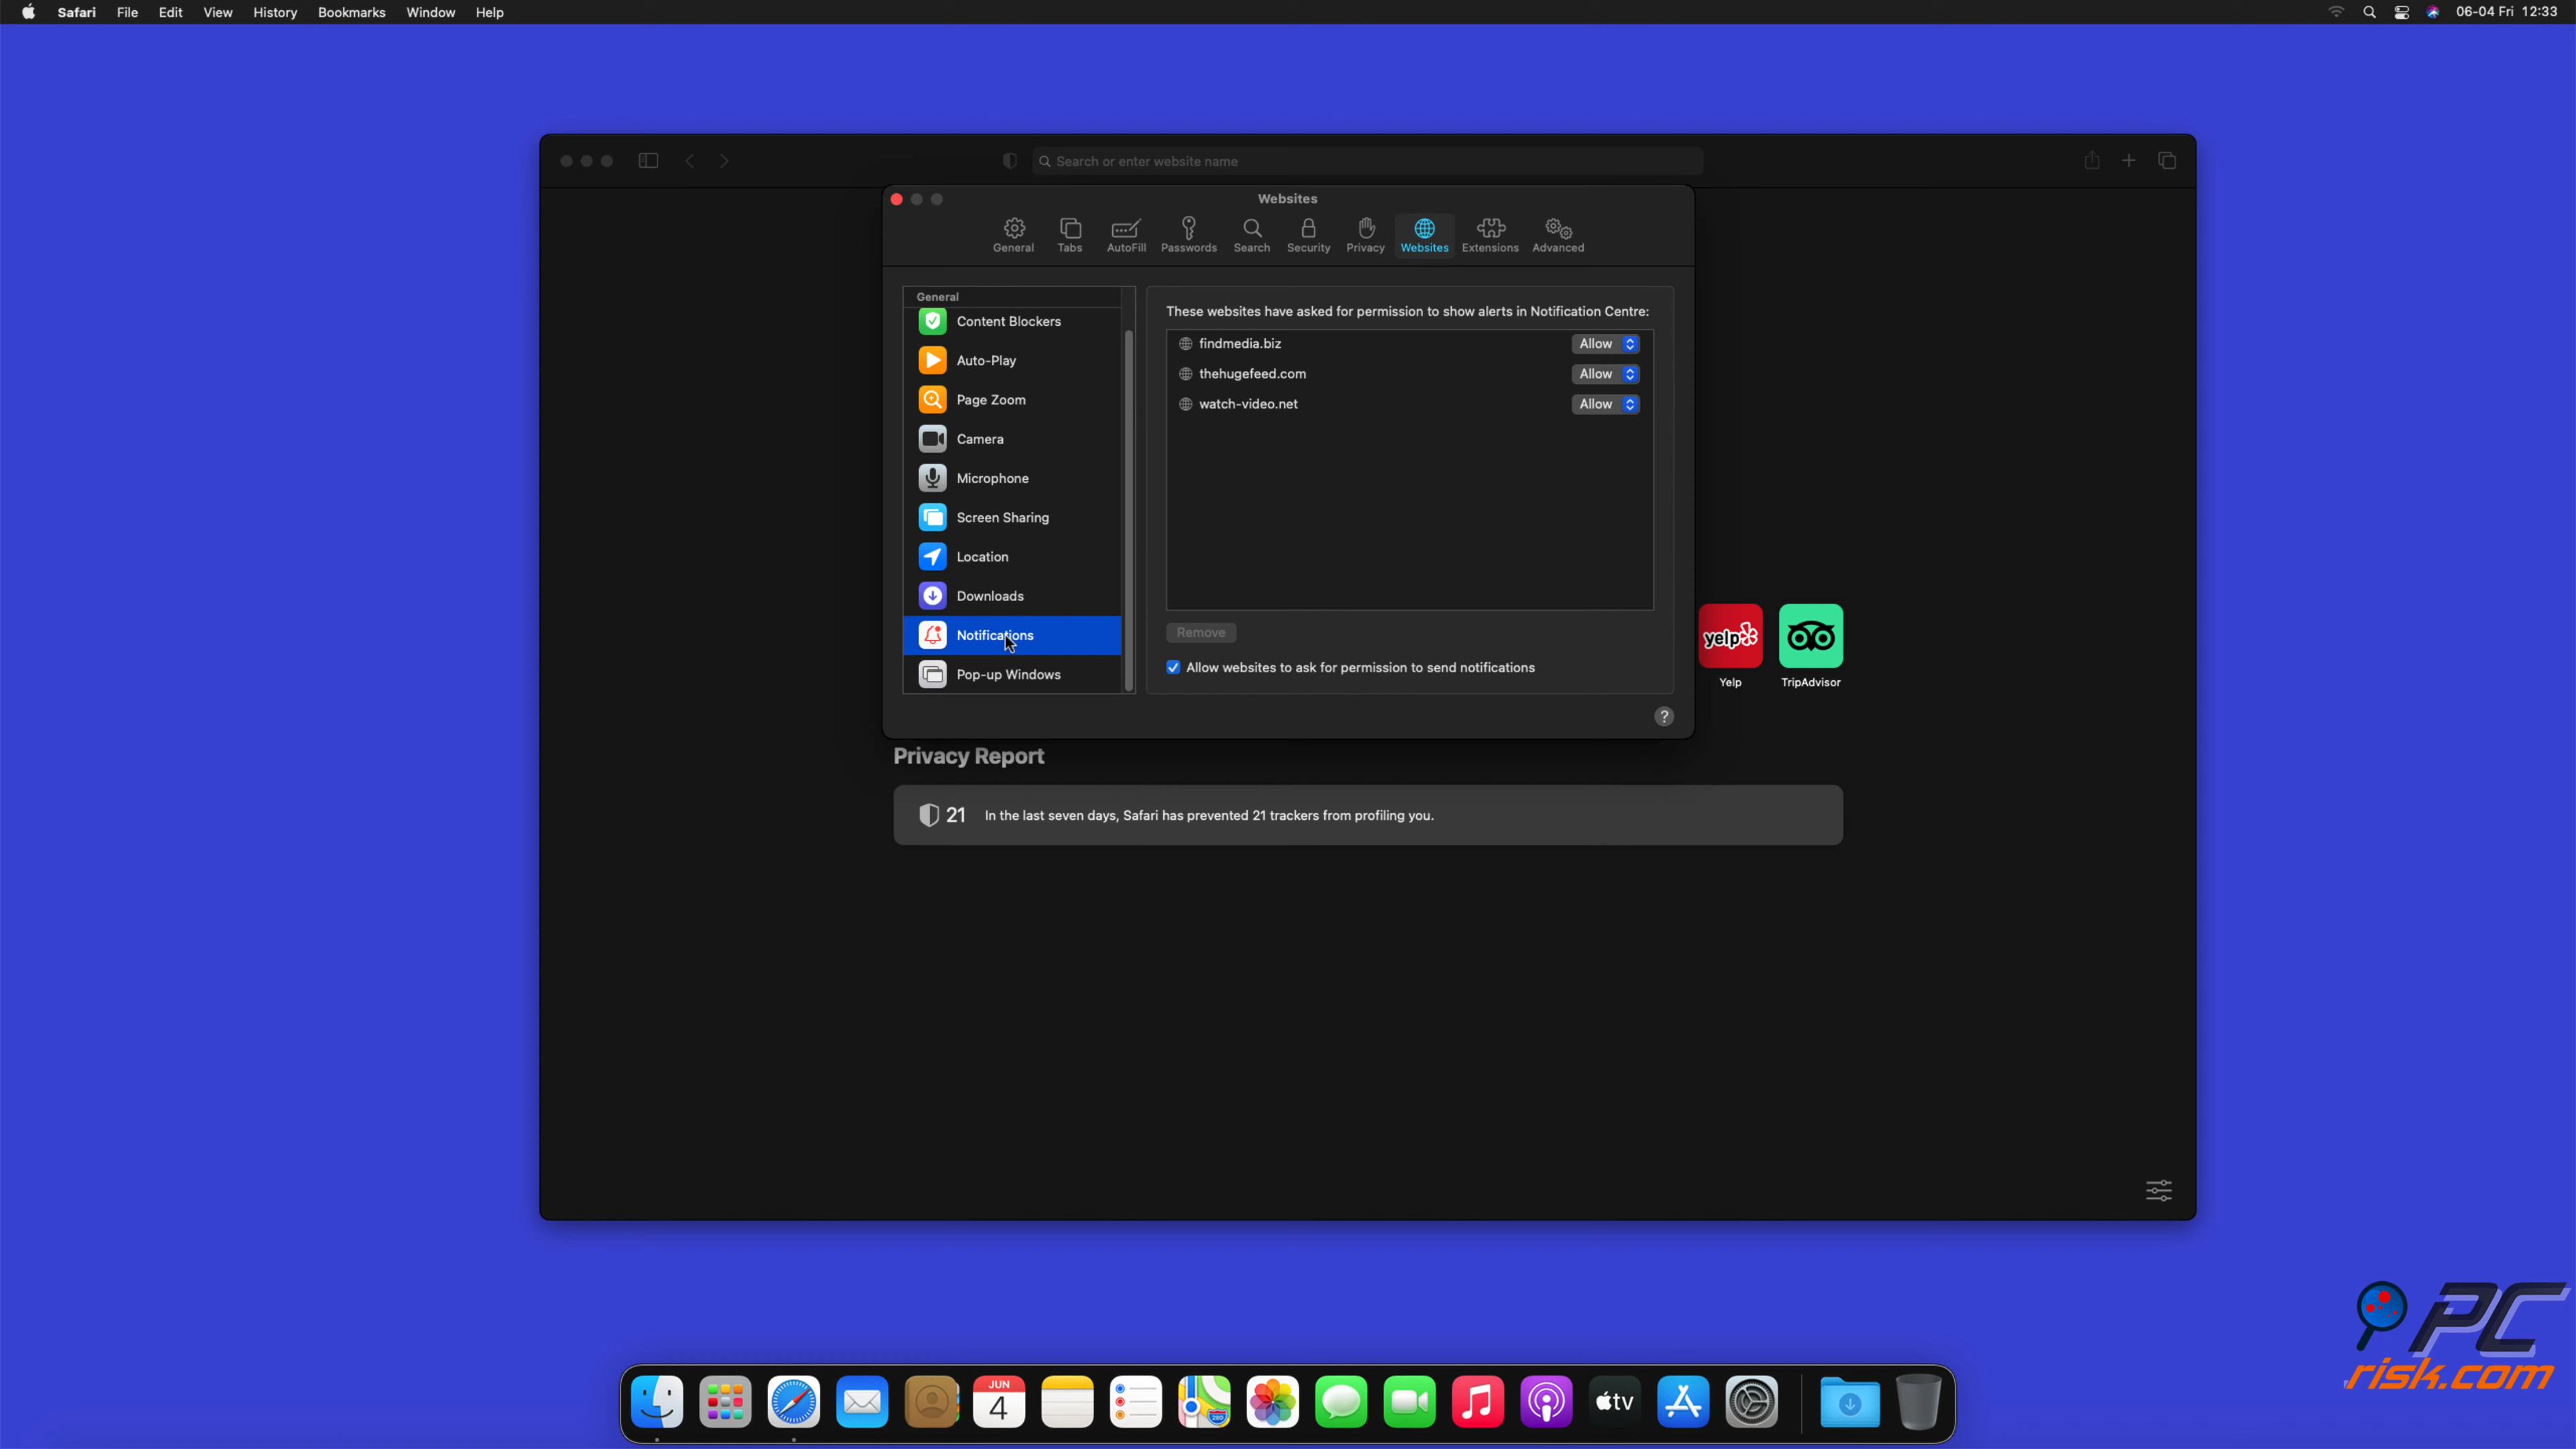 Safari File Edit View History Bookmarks Window Help 06-04 Fri 12:33
Search or enter website name
Websites
General Tabs AutoFill Passwords Search Security Privacy Websites Extensions Advanced
General
Content Blockers
Auto-Play
Page Zoom
Camera
Microphone
Screen Sharing
Location
Downloads
Notifications
Pop-up Windows
These websites have asked for permission to show alerts in Notification Centre:
findmedia.biz Allow
thehugefeed.com Allow
watch-video.net Allow
Remove
Allow websites to ask for permission to send notifications
?
yelp
Yelp TripAdvisor
Privacy Report
21 In the last seven days, Safari has prevented 21 trackers from profiling you.
PC
risk.com
JUN
4
280
tv